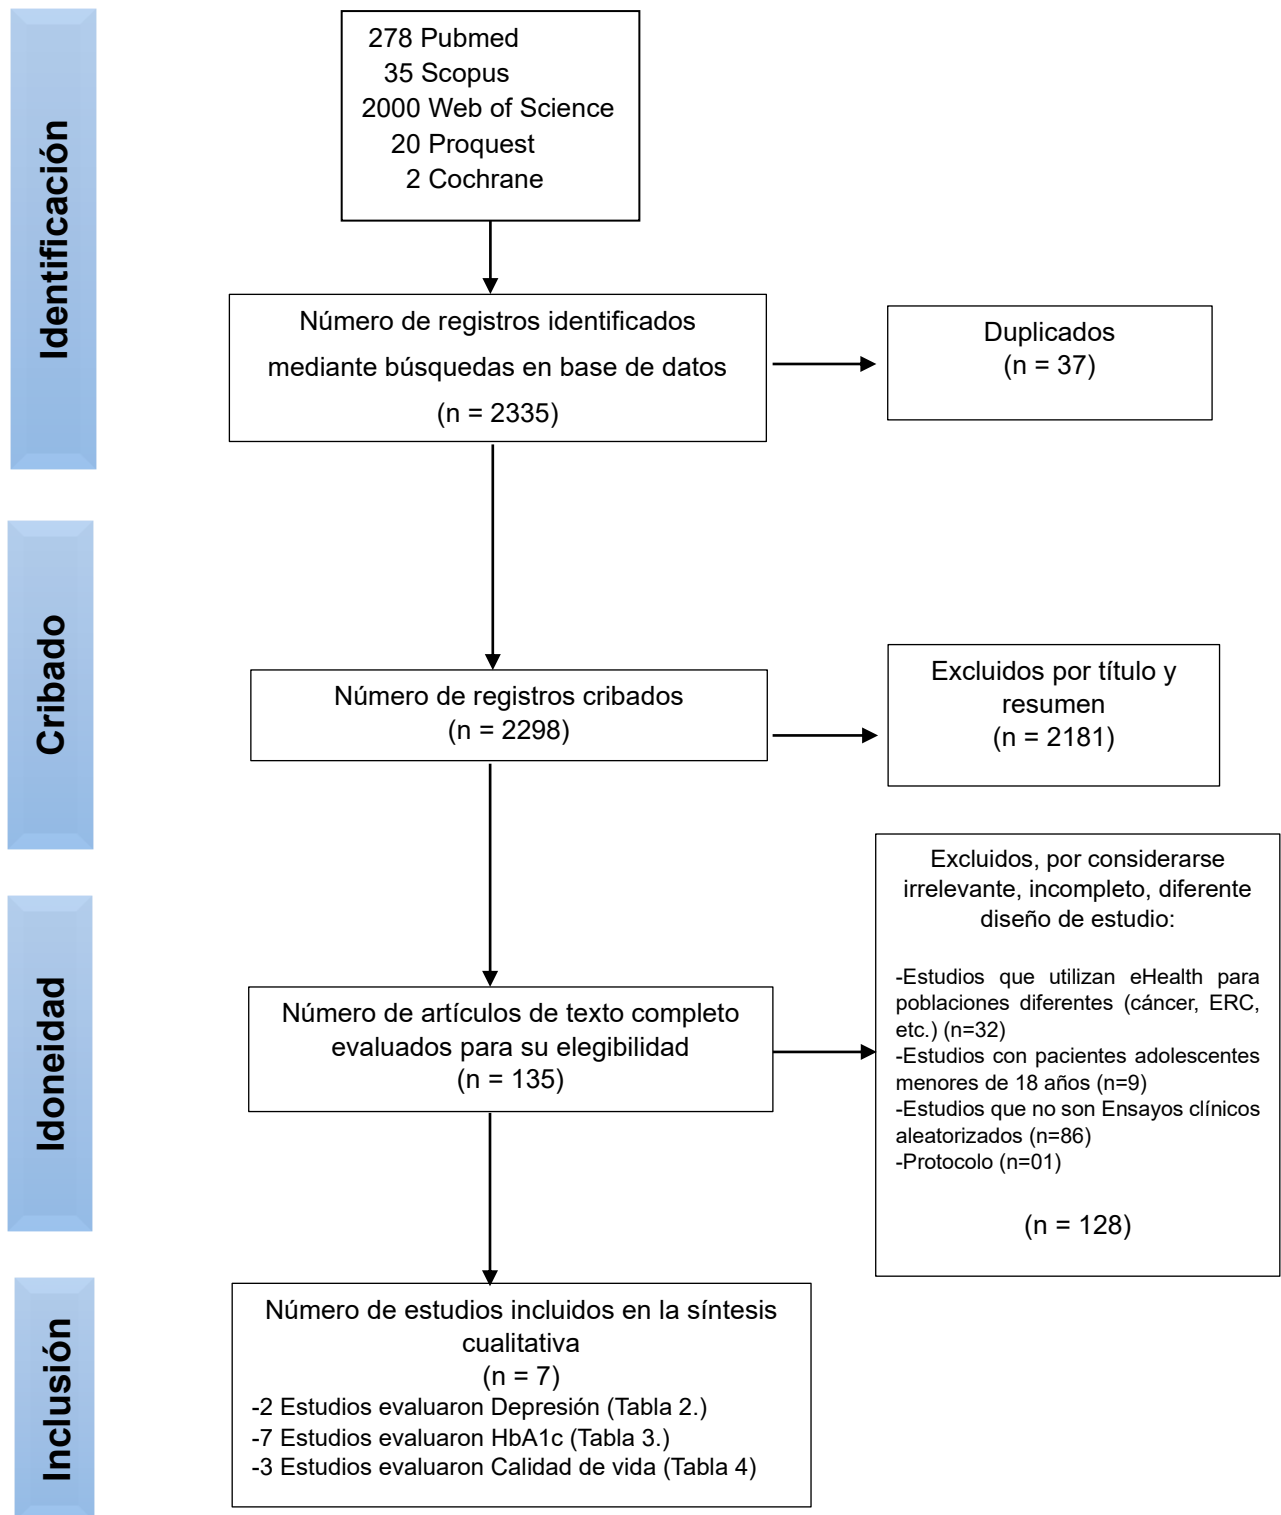 Identificación
278 Pubmed
35 Scopus
2000 Web of Science
20 Proquest
2 Cochrane
Número de registros identificados
mediante búsquedas en base de datos
(n = 2335)
Duplicados
(n = 37)
Cribado
Número de registros cribados
(n = 2298)
Excluidos por título y
resumen
(n = 2181)
Idoneidad
Número de artículos de texto completo
evaluados para su elegibilidad
(n = 135)
Excluidos, por considerarse
irrelevante, incompleto, diferente
diseño de estudio:
-Estudios que utilizan eHealth para
poblaciones diferentes (cáncer, ERC,
etc.) (n=32)
-Estudios con pacientes adolescentes
menores de 18 años (n=9)
-Estudios que no son Ensayos clínicos
aleatorizados (n=86)
-Protocolo (n=01)
(n = 128)
Inclusión
Número de estudios incluidos en la síntesis
cualitativa
(n = 7)
-2 Estudios evaluaron Depresión (Tabla 2.)
-7 Estudios evaluaron HbA1c (Tabla 3.)
-3 Estudios evaluaron Calidad de vida (Tabla 4)